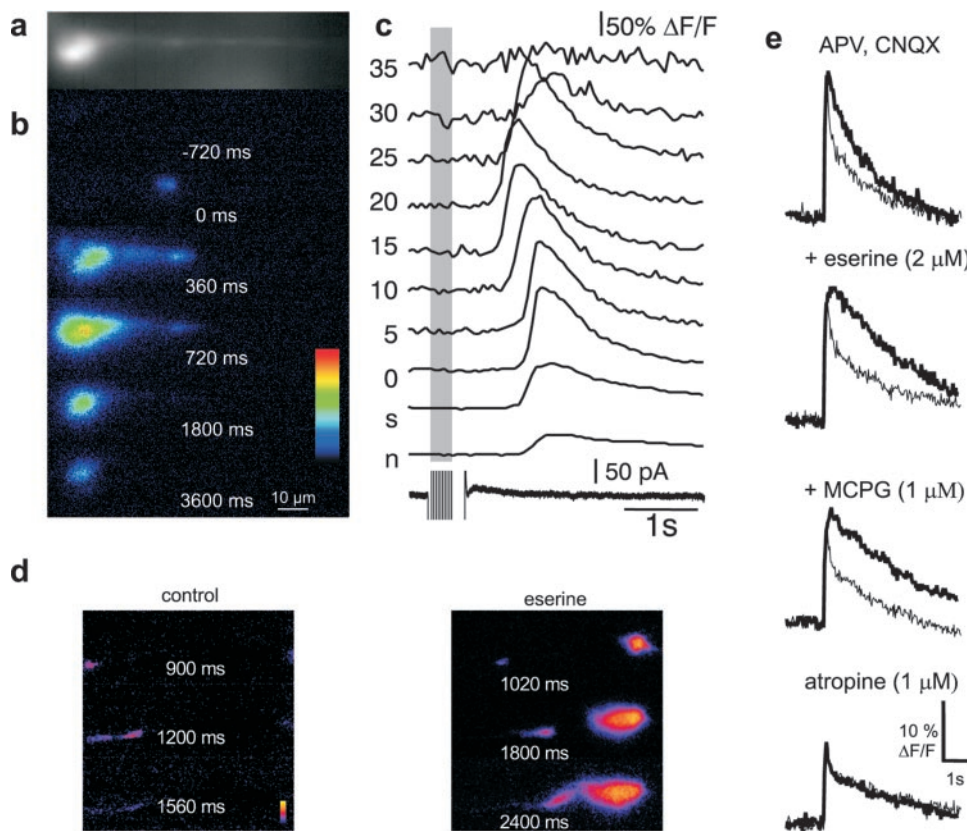 a
b
-720 ms
0 ms
360 ms
720 ms
1800 ms
3600 ms
10 µm
c
50% ΔF/F
35
30
25
20
15
10
5
0
s
n
50 pA
1s
d
control
900 ms
1200 ms
1560 ms
eserine
1020 ms
1800 ms
2400 ms
e
APV, CNQX
+ eserine (2 µM)
+ MCPG (1 µM)
atropine (1 µM)
10 %
ΔF/F
1s